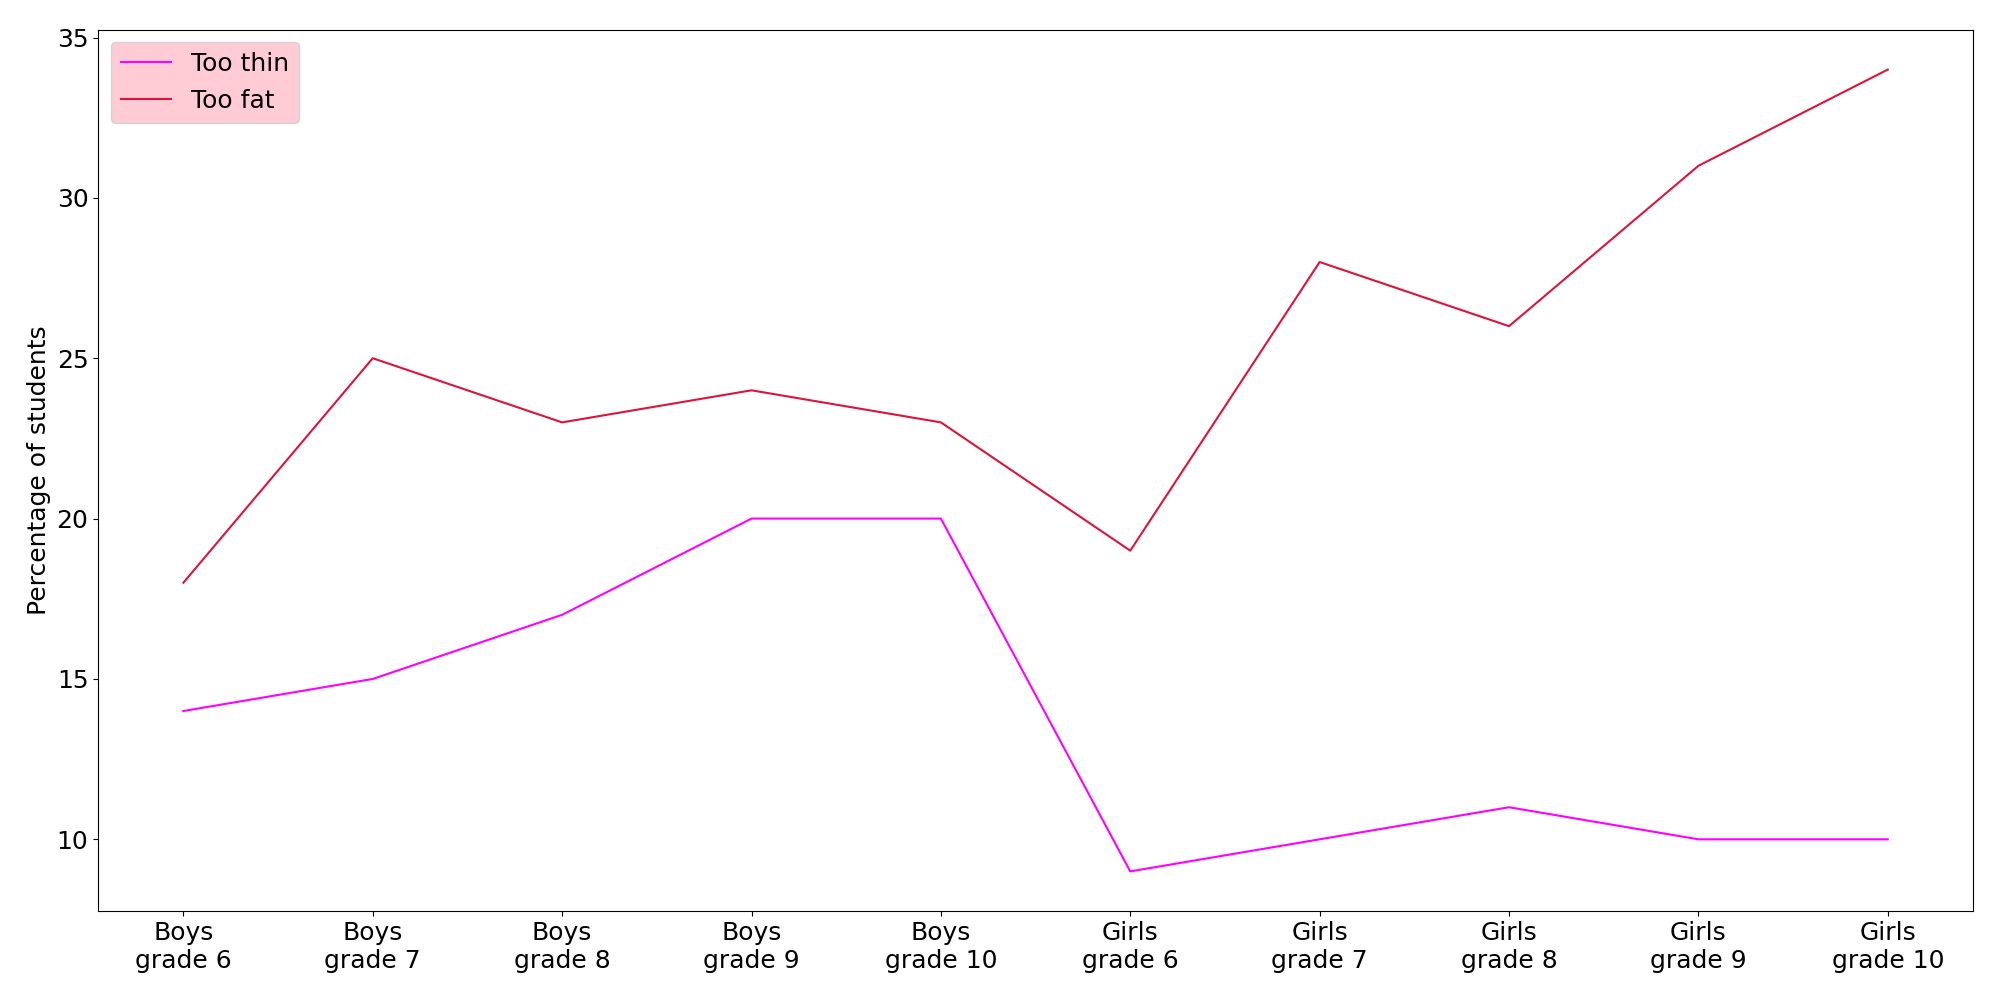 Too thin
Too fat
Percentage of students
35
30
25
20
15
10
Boys
grade 6
Boys
grade 7
Boys
grade 8
Boys
grade 9
Boys
grade 10
Girls
grade 6
Girls
grade 7
Girls
grade 8
Girls
grade 9
Girls
grade 10